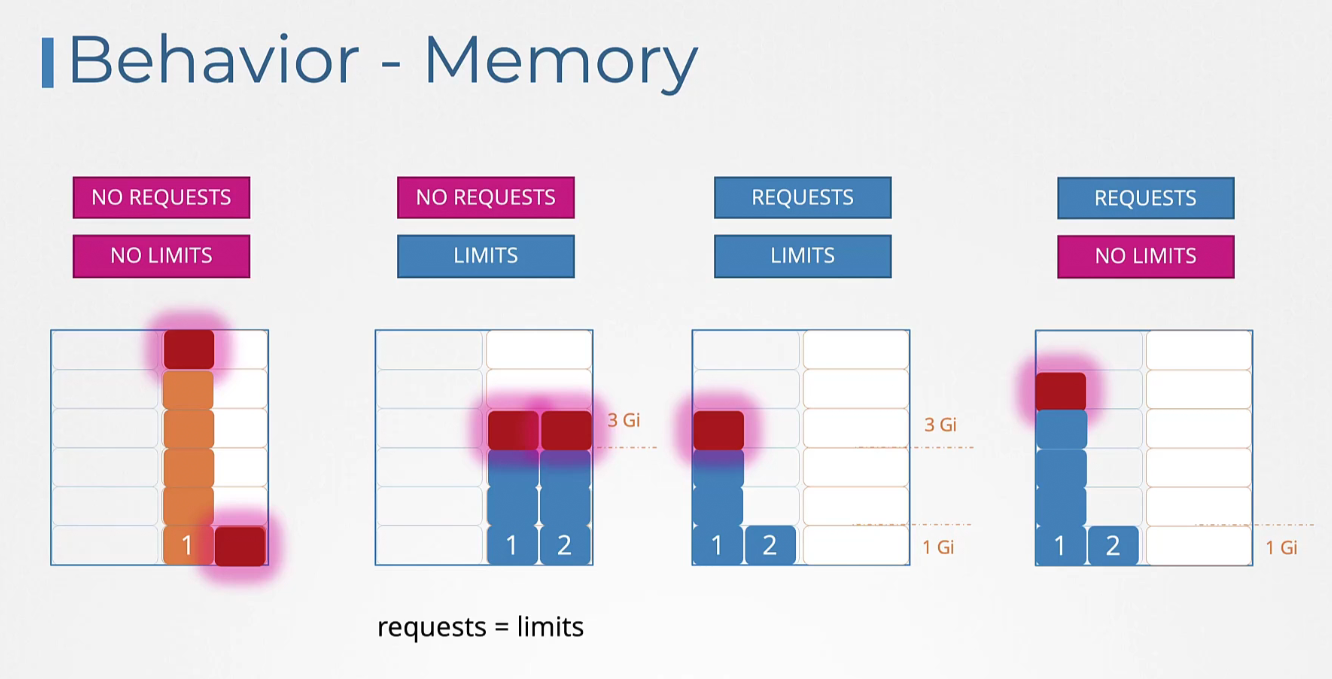 Behavior - Memory
NO REQUESTS
NO LIMITS
1
NO REQUESTS
LIMITS
3 Gi
1 2
requests = limits
REQUESTS
LIMITS
3 Gi
1 2
1 Gi
REQUESTS
NO LIMITS
1 2
1 Gi